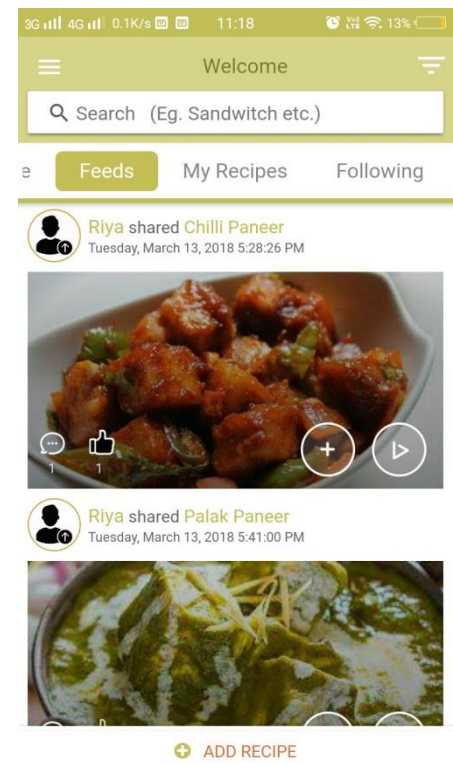 3G 4G 0.1K/s 11:18 VoU LTE 13%
Welcome
Search (Eg. Sandwitch etc.)
e Feeds My Recipes Following
Riya shared Chilli Paneer
Tuesday, March 13, 2018 5:28:26 PM
1 1
Riya shared Palak Paneer
Tuesday, March 13, 2018 5:41:00 PM
ADD RECIPE